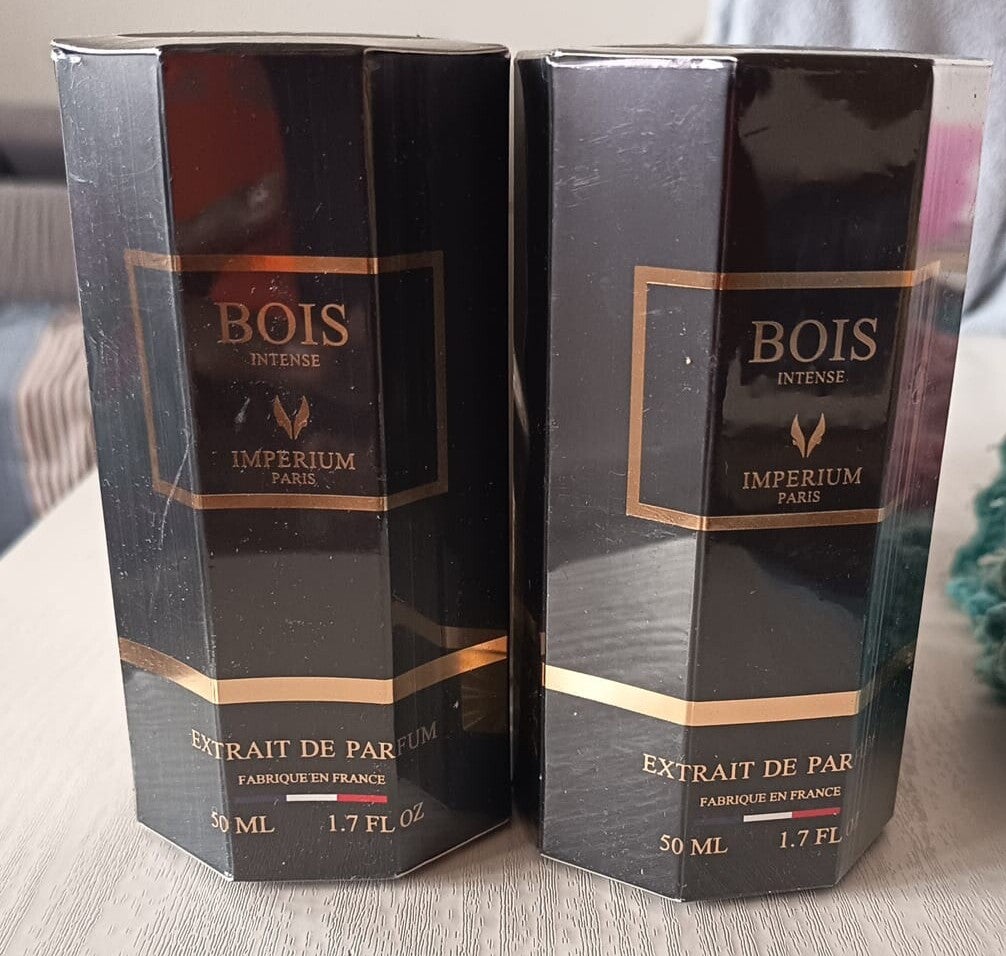 BOIS
INTENSE
IMPERIUM
PARIS
EXTRAIT DE PARFUM
FABRIQUE EN FRANCE
50 ML 1.7 FL OZ
BOIS
INTENSE
IMPERIUM
PARIS
EXTRAIT DE PAR
FABRIQUE EN FRANCE
50 ML 1.7 FL